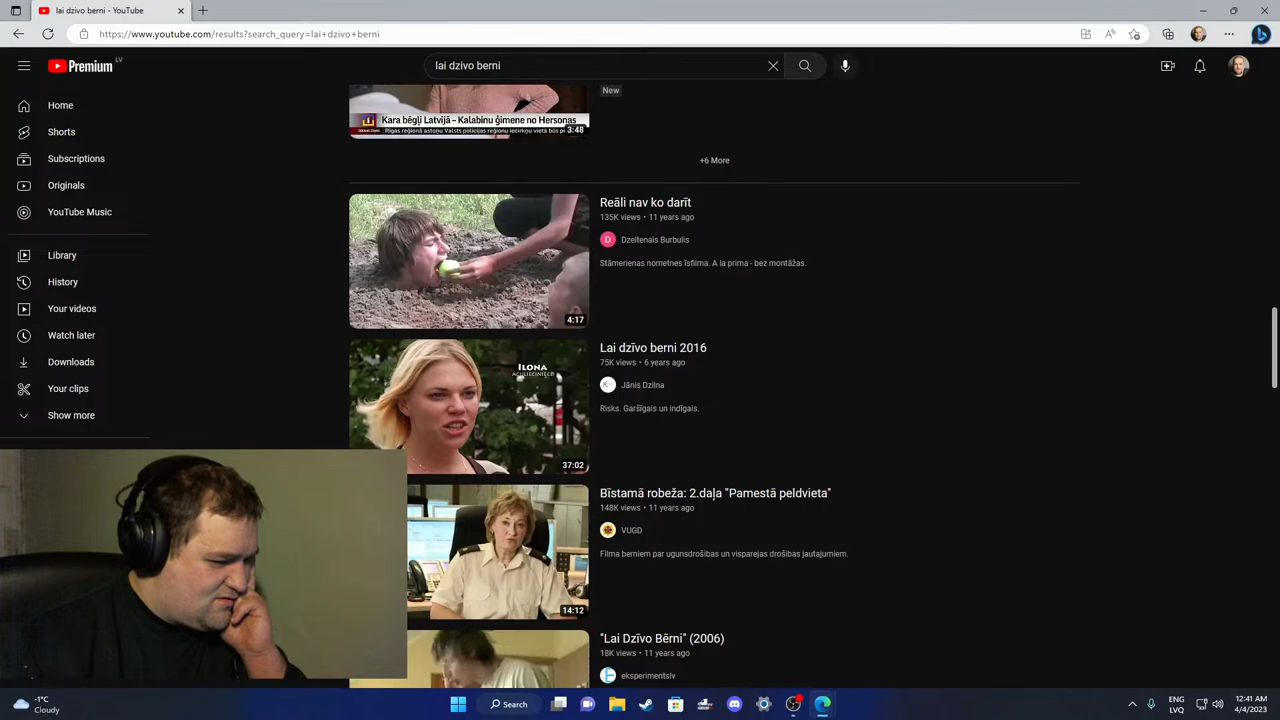 lai dzivo berni - YouTube
https://www.youtube.com/results?search_query=lai+dzivo+berni
Premium LV
lai dzivo berni
Home
Shorts
Subscriptions
Originals
YouTube Music
Library
History
Your videos
Watch later
Downloads
Your clips
Show more
New
Kara bēgļi Latvijā – Kalabinu ģimene no Hersonas
3:48
+6 More
Reāli nav ko darīt
135K views • 11 years ago
D Dzeltenais Burbulis
Stāmerienas nometnes īsfilma. A la prima - bez montāžas.
4:17
Lai dzīvo berni 2016
75K views • 6 years ago
Jānis Dzilna
Risks. Garšīgais un indīgais.
ILONA
ACULIECINIECE
37:02
Bīstamā robeža: 2.daļa "Pamestā peldvieta"
148K views • 11 years ago
VUGD
Filma berniem par ugunsdrošibas un visparejas drošibas jautajumiem.
14:12
"Lai Dzīvo Bērni" (2006)
18K views • 11 years ago
eksperimentslv
-1°C
Cloudy
Search
ENG
LVQ
12:41 AM
4/4/2023